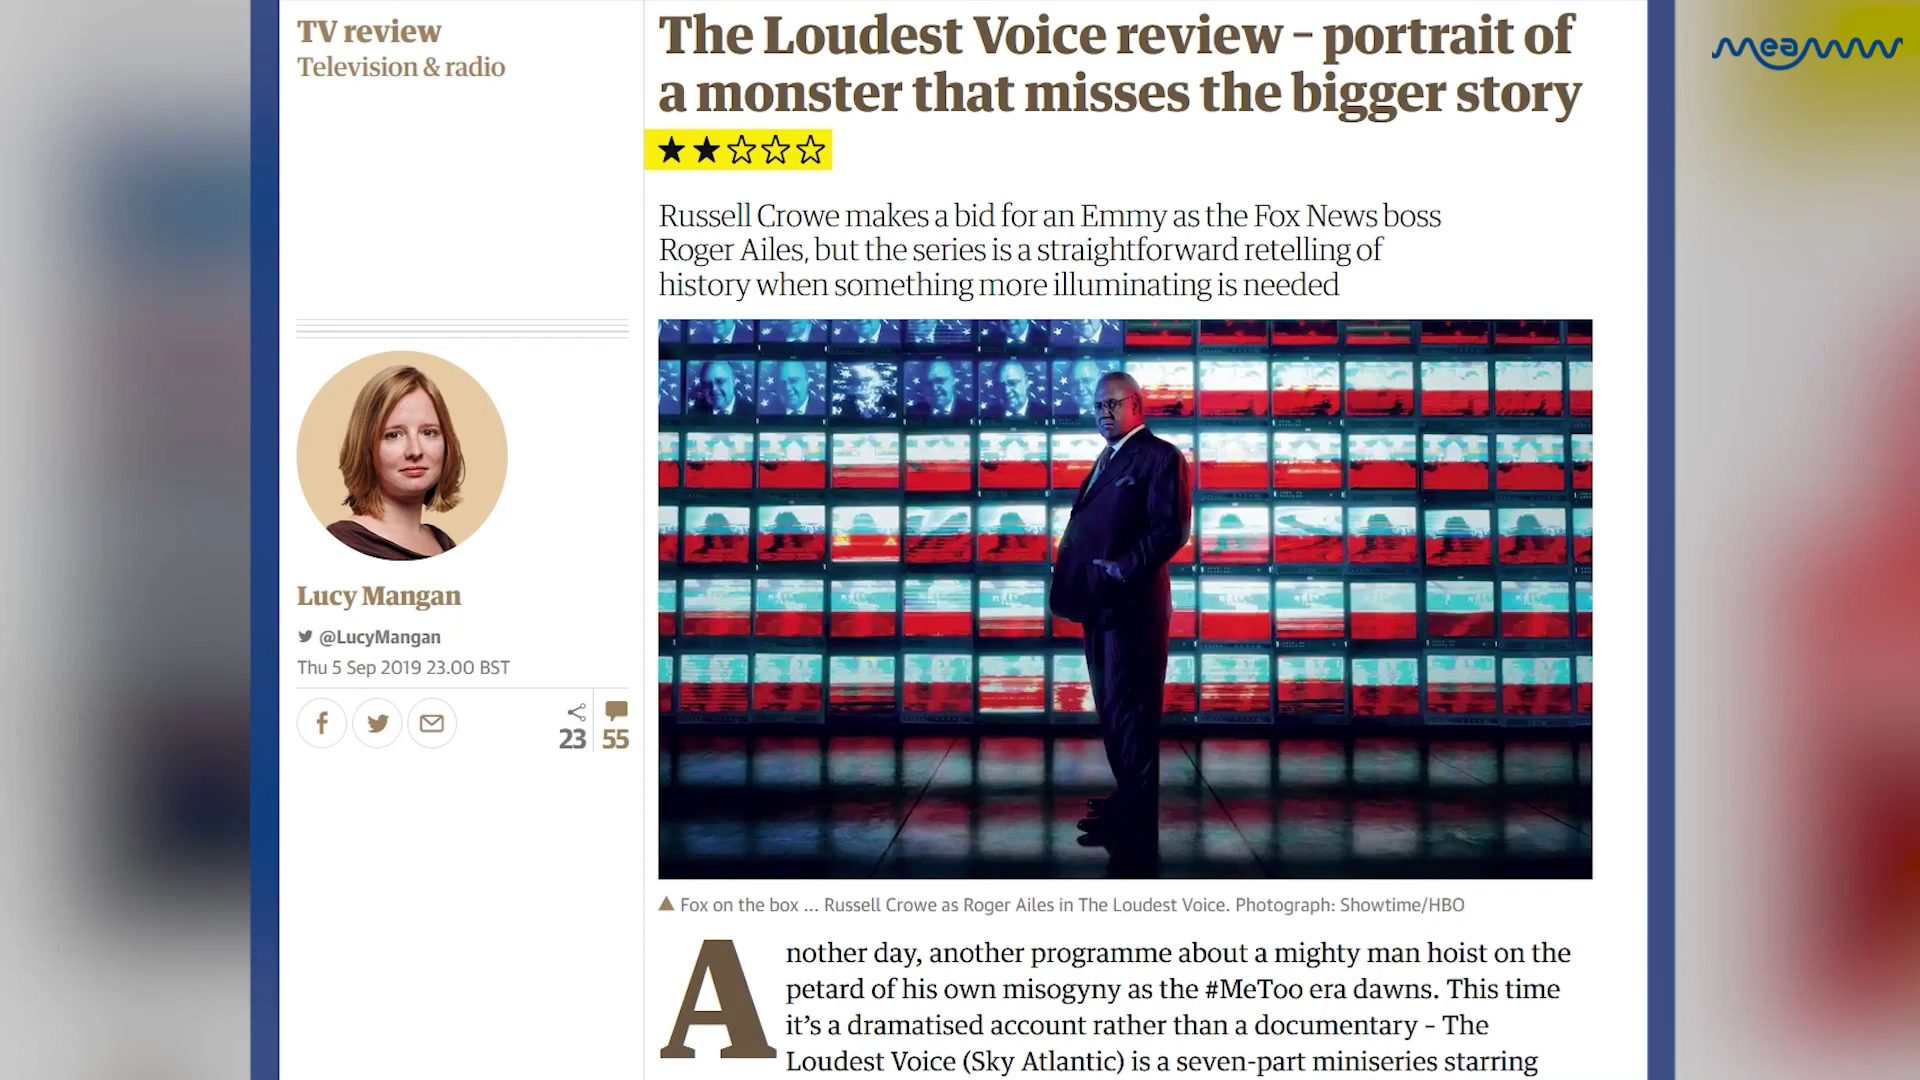 TV review
Television & radio
The Loudest Voice review – portrait of
a monster that misses the bigger story
Russell Crowe makes a bid for an Emmy as the Fox News boss
Roger Ailes, but the series is a straightforward retelling of
history when something more illuminating is needed
Lucy Mangan
@LucyMangan
Thu 5 Sep 2019 23.00 BST
23
55
Fox on the box ... Russell Crowe as Roger Ailes in The Loudest Voice. Photograph: Showtime/HBO
Another day, another programme about a mighty man hoist on the
petard of his own misogyny as the #MeToo era dawns. This time
it's a dramatised account rather than a documentary – The
Loudest Voice (Sky Atlantic) is a seven-part miniseries starring
meaww